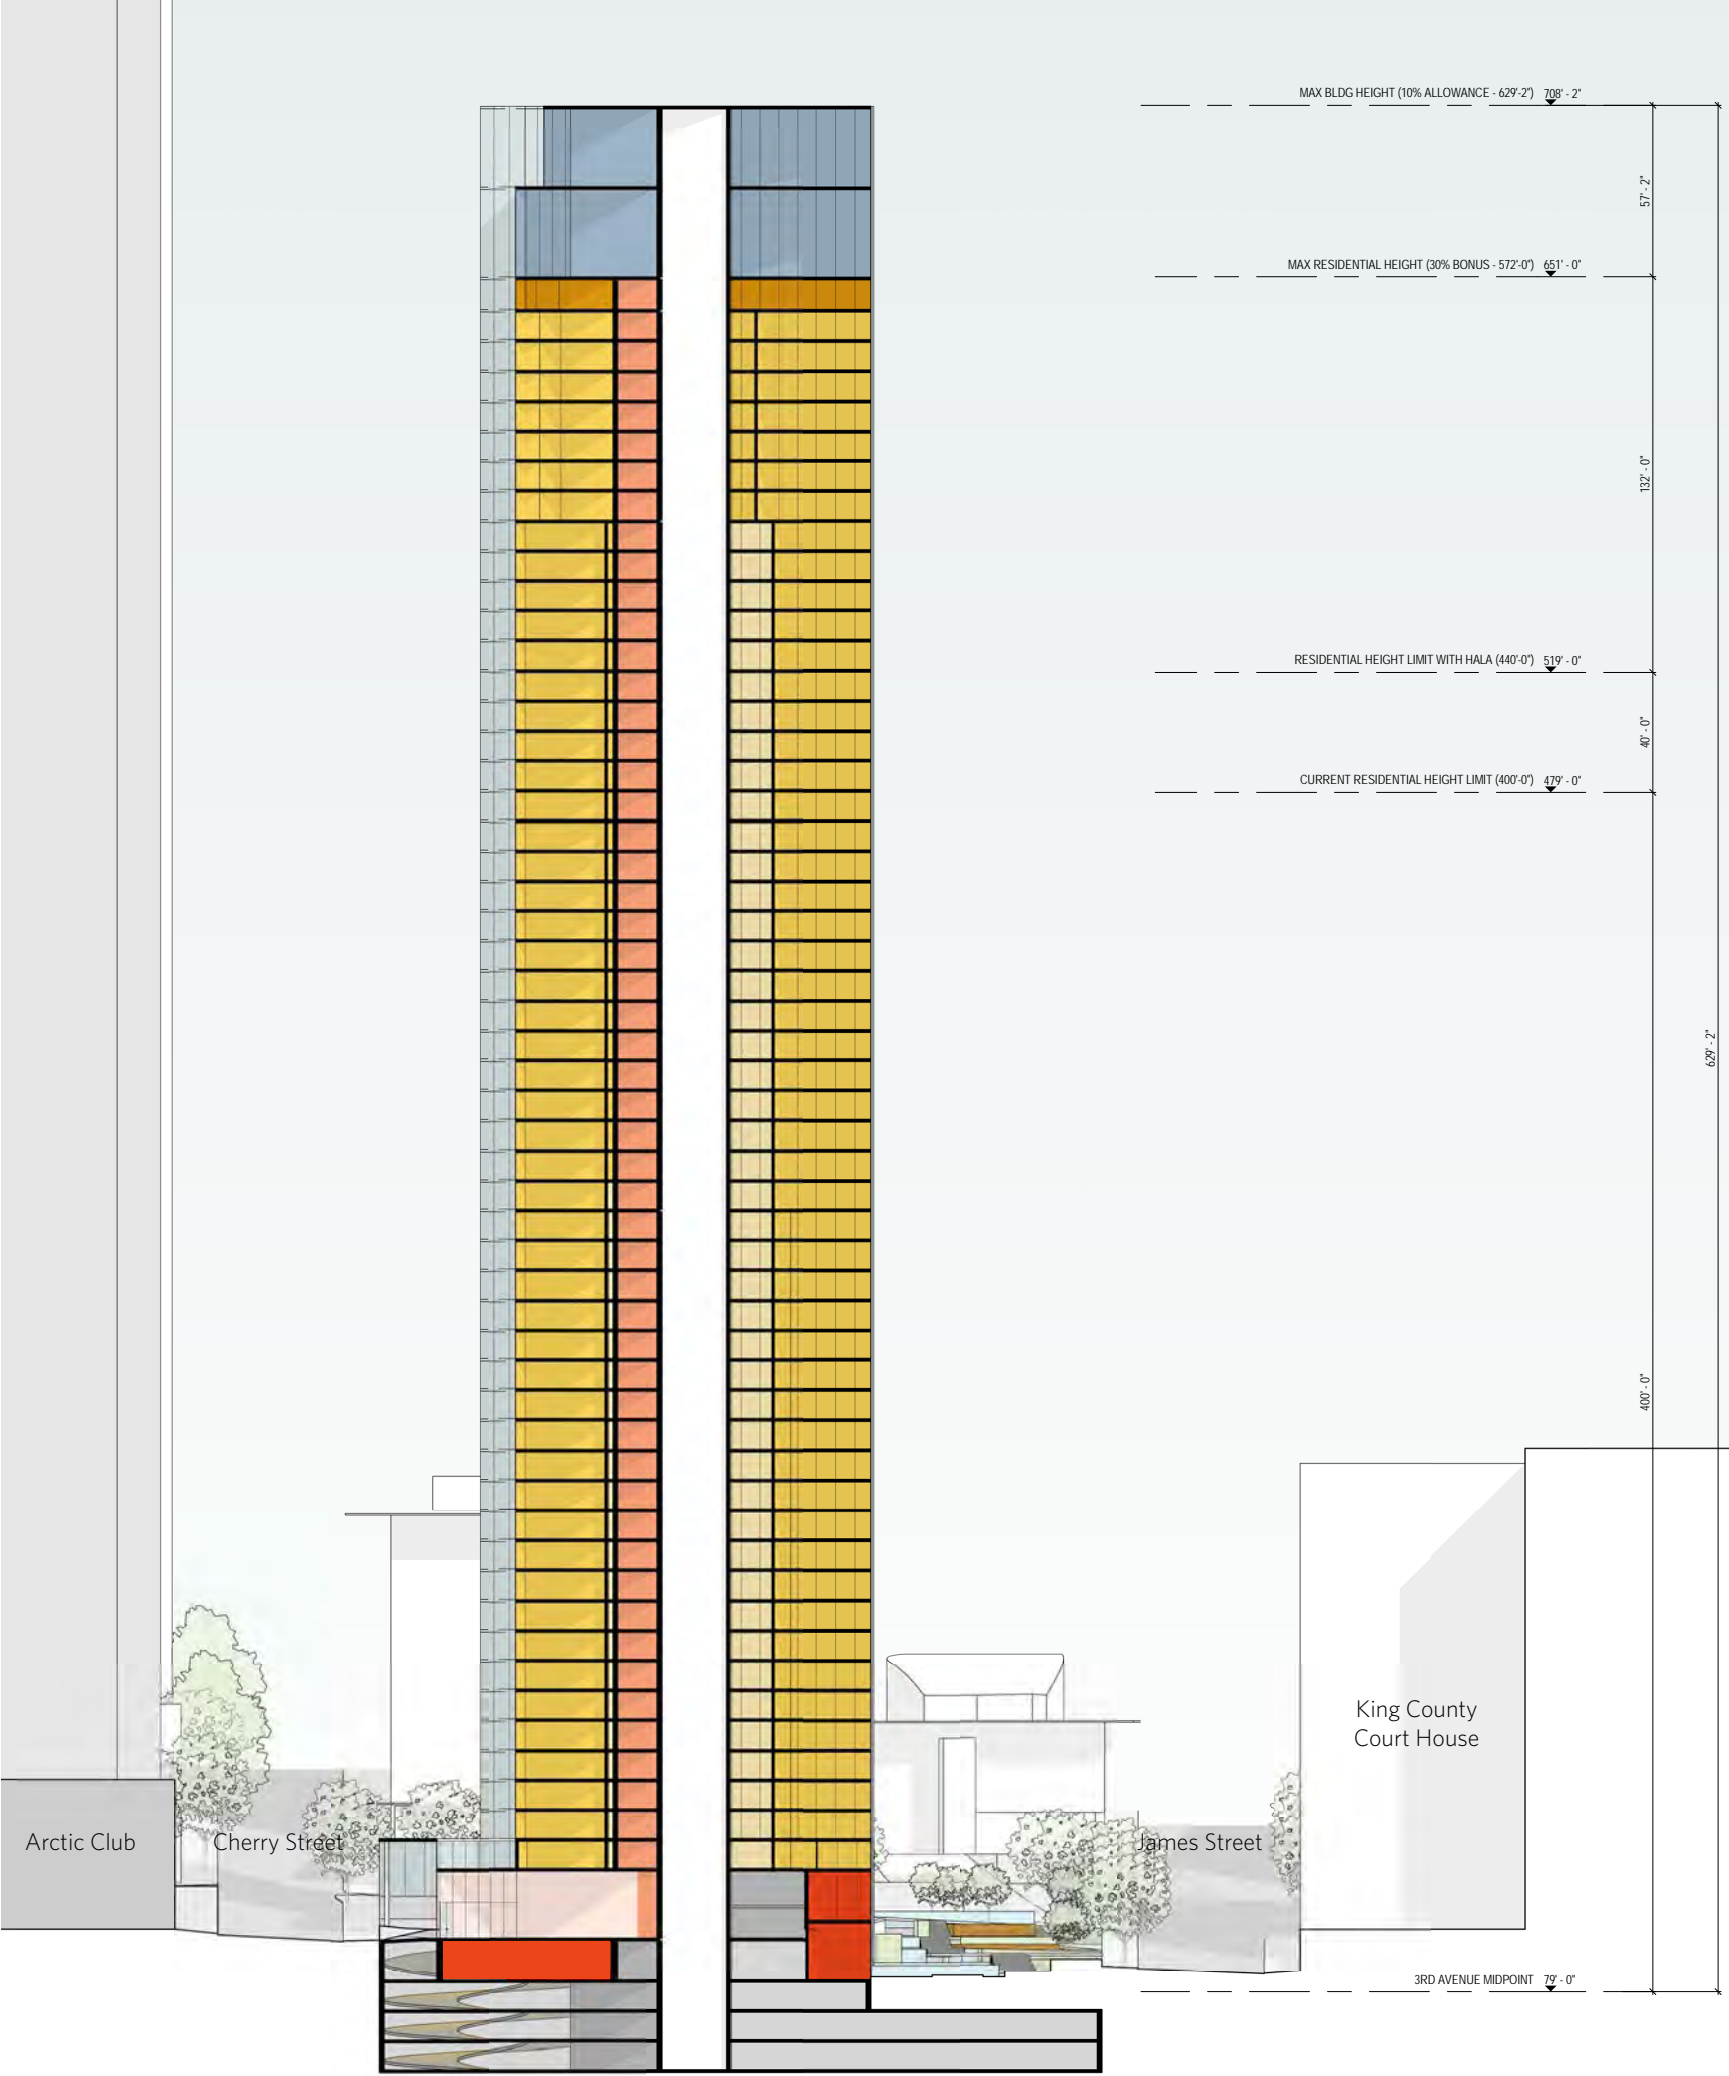 MAX BLDG HEIGHT (10% ALLOWANCE - 629'-2") 708' - 2"
57' - 2"
MAX RESIDENTIAL HEIGHT (30% BONUS - 572'-0") 651' - 0"
132' - 0"
RESIDENTIAL HEIGHT LIMIT WITH HALA (440'-0") 519' - 0"
40' - 0"
CURRENT RESIDENTIAL HEIGHT LIMIT (400'-0") 479' - 0"
629' - 2"
400' - 0"
King County
Court House
Arctic Club
Cherry Street
James Street
3RD AVENUE MIDPOINT 79' - 0"